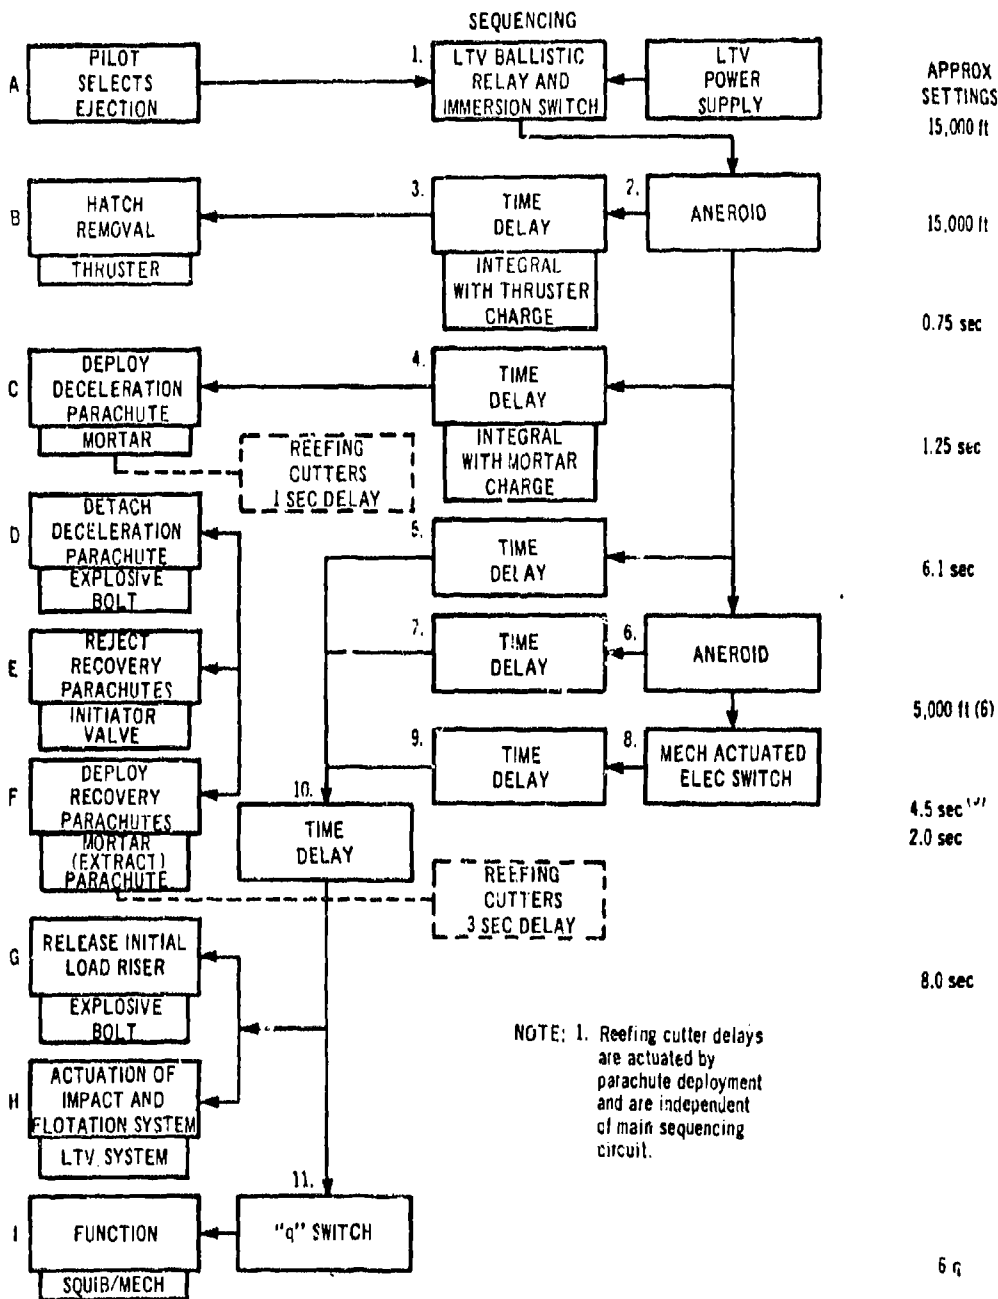 SEQUENCING
A
PILOT
SELECTS
EJECTION
1.
LTV BALLISTIC
RELAY AND
IMMERSION SWITCH
LTV
POWER
SUPPLY
APPROX
SETTINGS
15,000 ft
B
HATCH
REMOVAL
THRUSTER
3.
TIME
DELAY
INTEGRAL
WITH THRUSTER
CHARGE
2.
ANEROID
15,000 ft
0.75 sec
C
DEPLOY
DECELERATION
PARACHUTE
MORTAR
4.
TIME
DELAY
INTEGRAL
WITH MORTAR
CHARGE
REEFING
CUTTERS
1 SEC DELAY
1.25 sec
D
DETACH
DECELERATION
PARACHUTE
EXPLOSIVE
BOLT
5.
TIME
DELAY
6.1 sec
E
REJECT
RECOVERY
PARACHUTES
INITIATOR
VALVE
7.
TIME
DELAY
6.
ANEROID
5,000 ft (6)
F
DEPLOY
RECOVERY
PARACHUTES
MORTAR
(EXTRACT)
PARACHUTE
9.
TIME
DELAY
8.
MECH ACTUATED
ELEC SWITCH
10.
TIME
DELAY
4.5 sec
2.0 sec
REEFING
CUTTERS
3 SEC DELAY
G
RELEASE INITIAL
LOAD RISER
EXPLOSIVE
BOLT
8.0 sec
NOTE: 1. Reefing cutter delays
are actuated by
parachute deployment
and are independent
of main sequencing
circuit.
H
ACTUATION OF
IMPACT AND
FLOTATION SYSTEM
LTV SYSTEM
I
FUNCTION
SQUIB/MECH
11.
"q" SWITCH
6 q